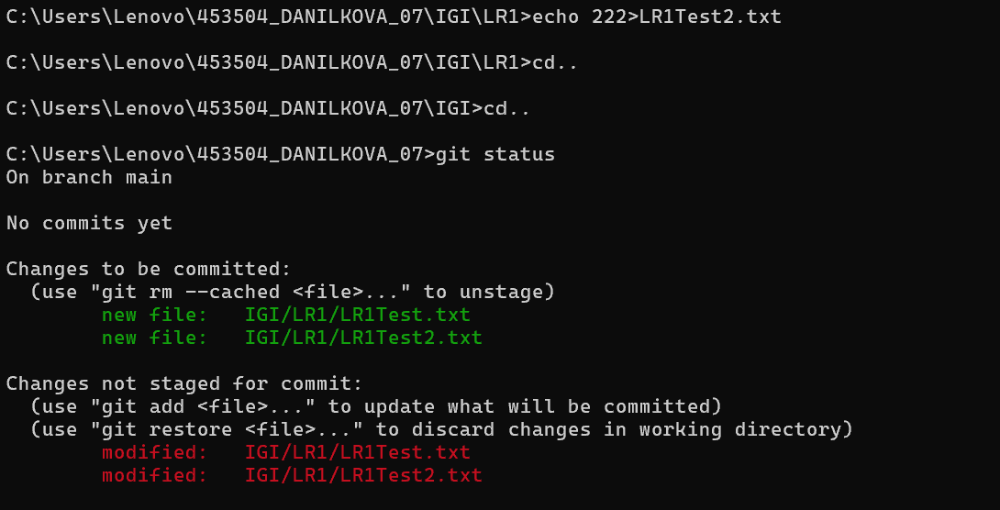 C:\Users\Lenovo\453504_DANILKOVA_07\IGI\LR1>echo 222>LR1Test2.txt
C:\Users\Lenovo\453504_DANILKOVA_07\IGI\LR1>cd..
C:\Users\Lenovo\453504_DANILKOVA_07\IGI>cd..
C:\Users\Lenovo\453504_DANILKOVA_07>git status
On branch main
No commits yet
Changes to be committed:
  (use "git rm --cached <file>..." to unstage)
        new file:   IGI/LR1/LR1Test.txt
        new file:   IGI/LR1/LR1Test2.txt
Changes not staged for commit:
  (use "git add <file>..." to update what will be committed)
  (use "git restore <file>..." to discard changes in working directory)
        modified:   IGI/LR1/LR1Test.txt
        modified:   IGI/LR1/LR1Test2.txt